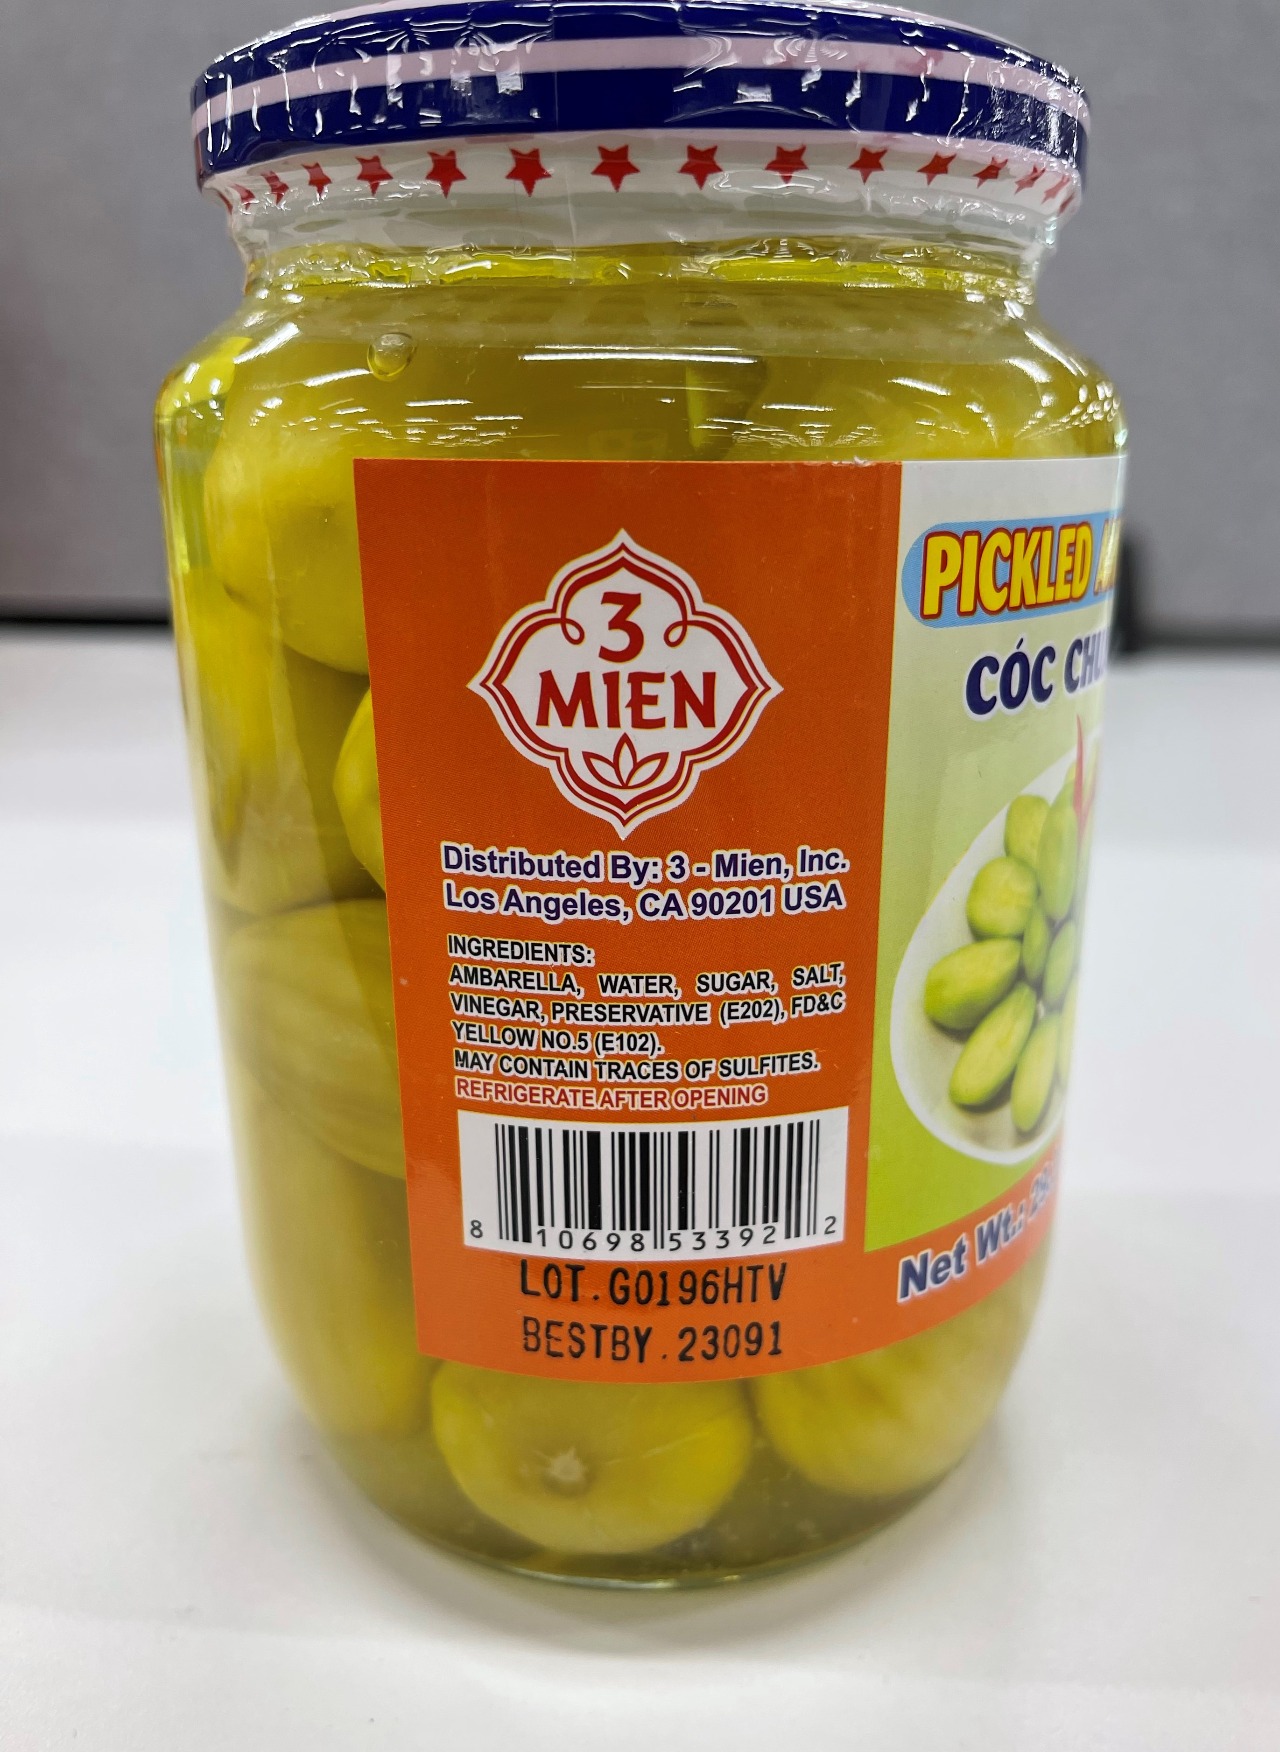 3
MIEN
Distributed By: 3 - Mien, Inc.
Los Angeles, CA 90201 USA
INGREDIENTS:
AMBARELLA, WATER, SUGAR, SALT,
VINEGAR, PRESERVATIVE (E202), FD&C
YELLOW NO.5 (E102).
MAY CONTAIN TRACES OF SULFITES.
REFRIGERATE AFTER OPENING
8 10698 53392 2
LOT.G0196HTV
BESTBY.23091
PICKLED
CÓC
Net Wt.: